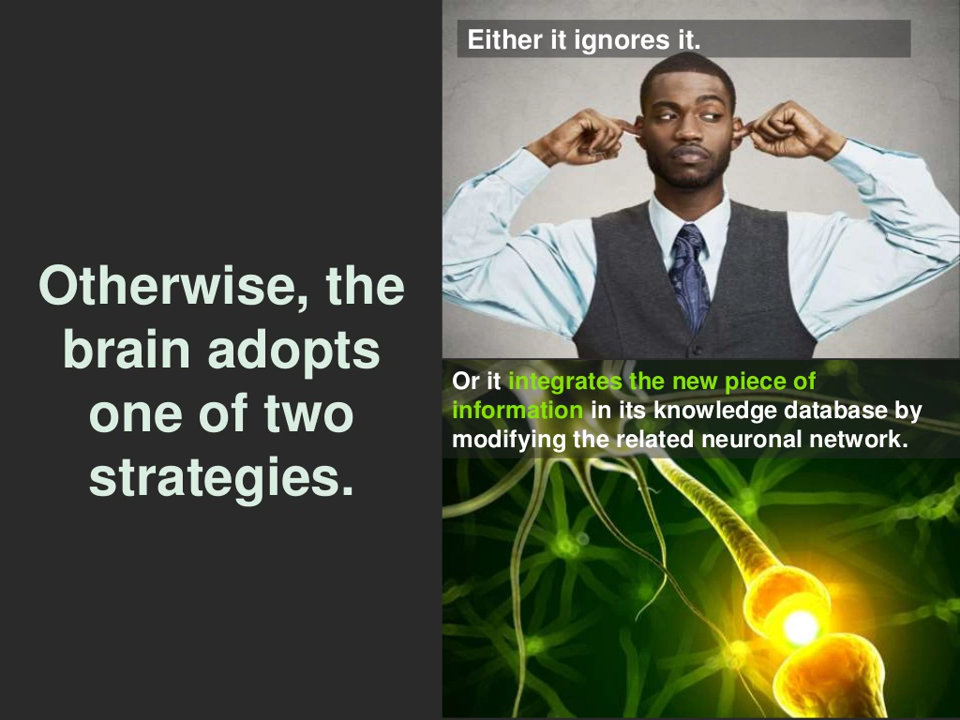 Otherwise, the
brain adopts
one of two
strategies.
Either it ignores it.
Or it integrates the new piece of
information in its knowledge database by
modifying the related neuronal network.